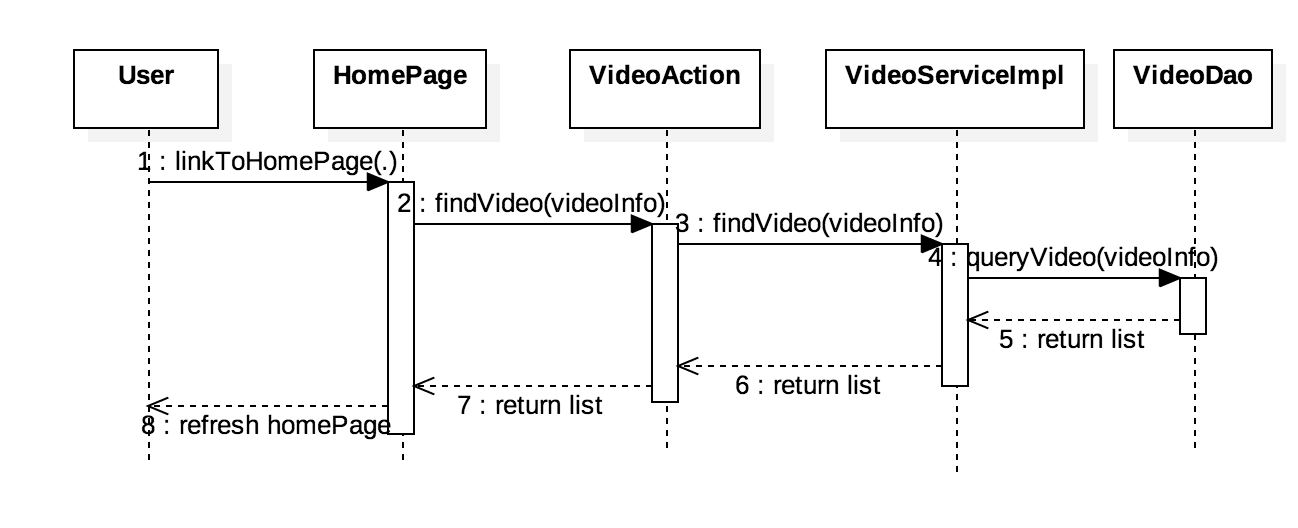 User
HomePage
VideoAction
VideoServiceImpl
VideoDao
1 : linkToHomePage(.)
2 : findVideo(videoInfo)
3 : findVideo(videoInfo)
4 : queryVideo(videoInfo)
5 : return list
6 : return list
7 : return list
8 : refresh homePage